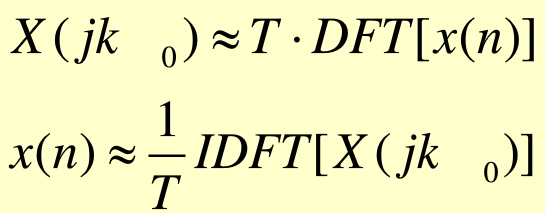 X(jk ₀) ≈ T · DFT[x(n)]
x(n) ≈ 1/T IDFT[X(jk ₀)]